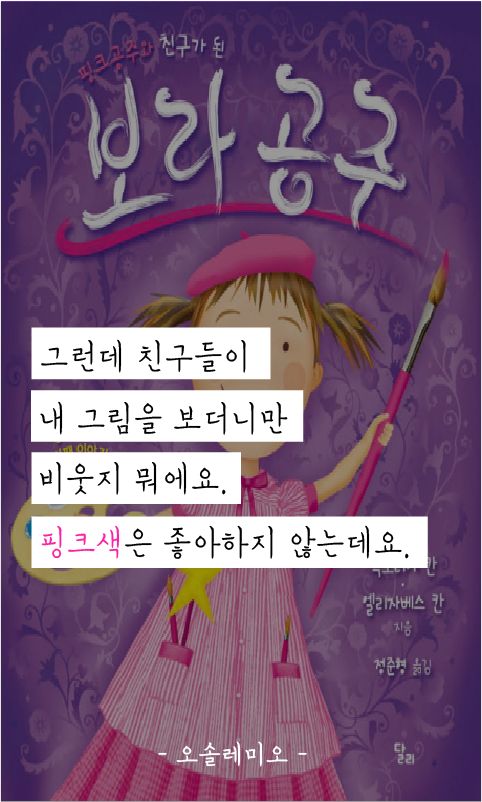 핑크공주와 친구가 된
보라 공주
그런데 친구들이
내 그림을 보더니만
비웃지 뭐에요.
핑크색은 좋아하지 않는데요.
칸
엘리자베스 칸
지음
정준형 옮김
- 오솔레미오 -
달리